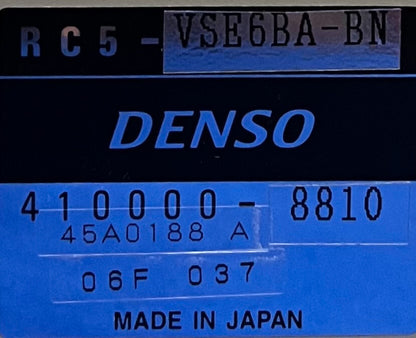 RC5-VSE6BA-BN
DENSO
410000-8810
45A0188 A
06F 037
MADE IN JAPAN